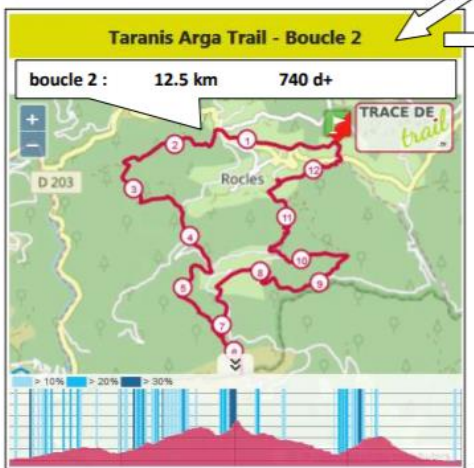 Taranis Arga Trail - Boucle 2
boucle 2 : 12.5 km 740 d+
+
−
TRACE DE
trail
D 203
Rocles
1
2
3
4
5
6
7
8
9
10
11
12
> 10% > 20% > 30%